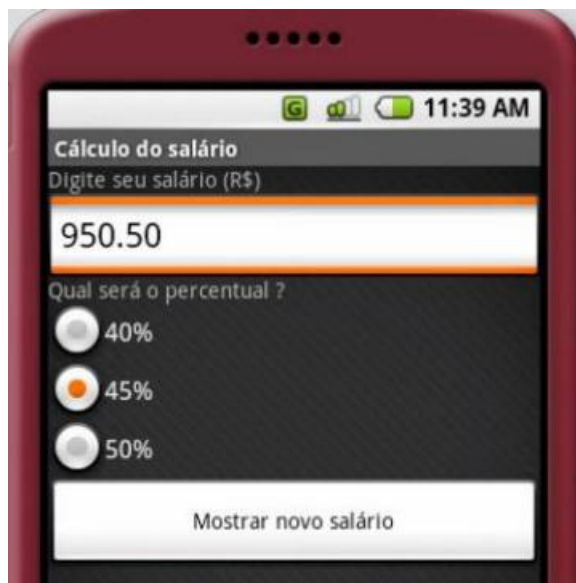 G 11:39 AM
Cálculo do salário
Digite seu salário (R$)
950.50
Qual será o percentual ?
40%
45%
50%
Mostrar novo salário